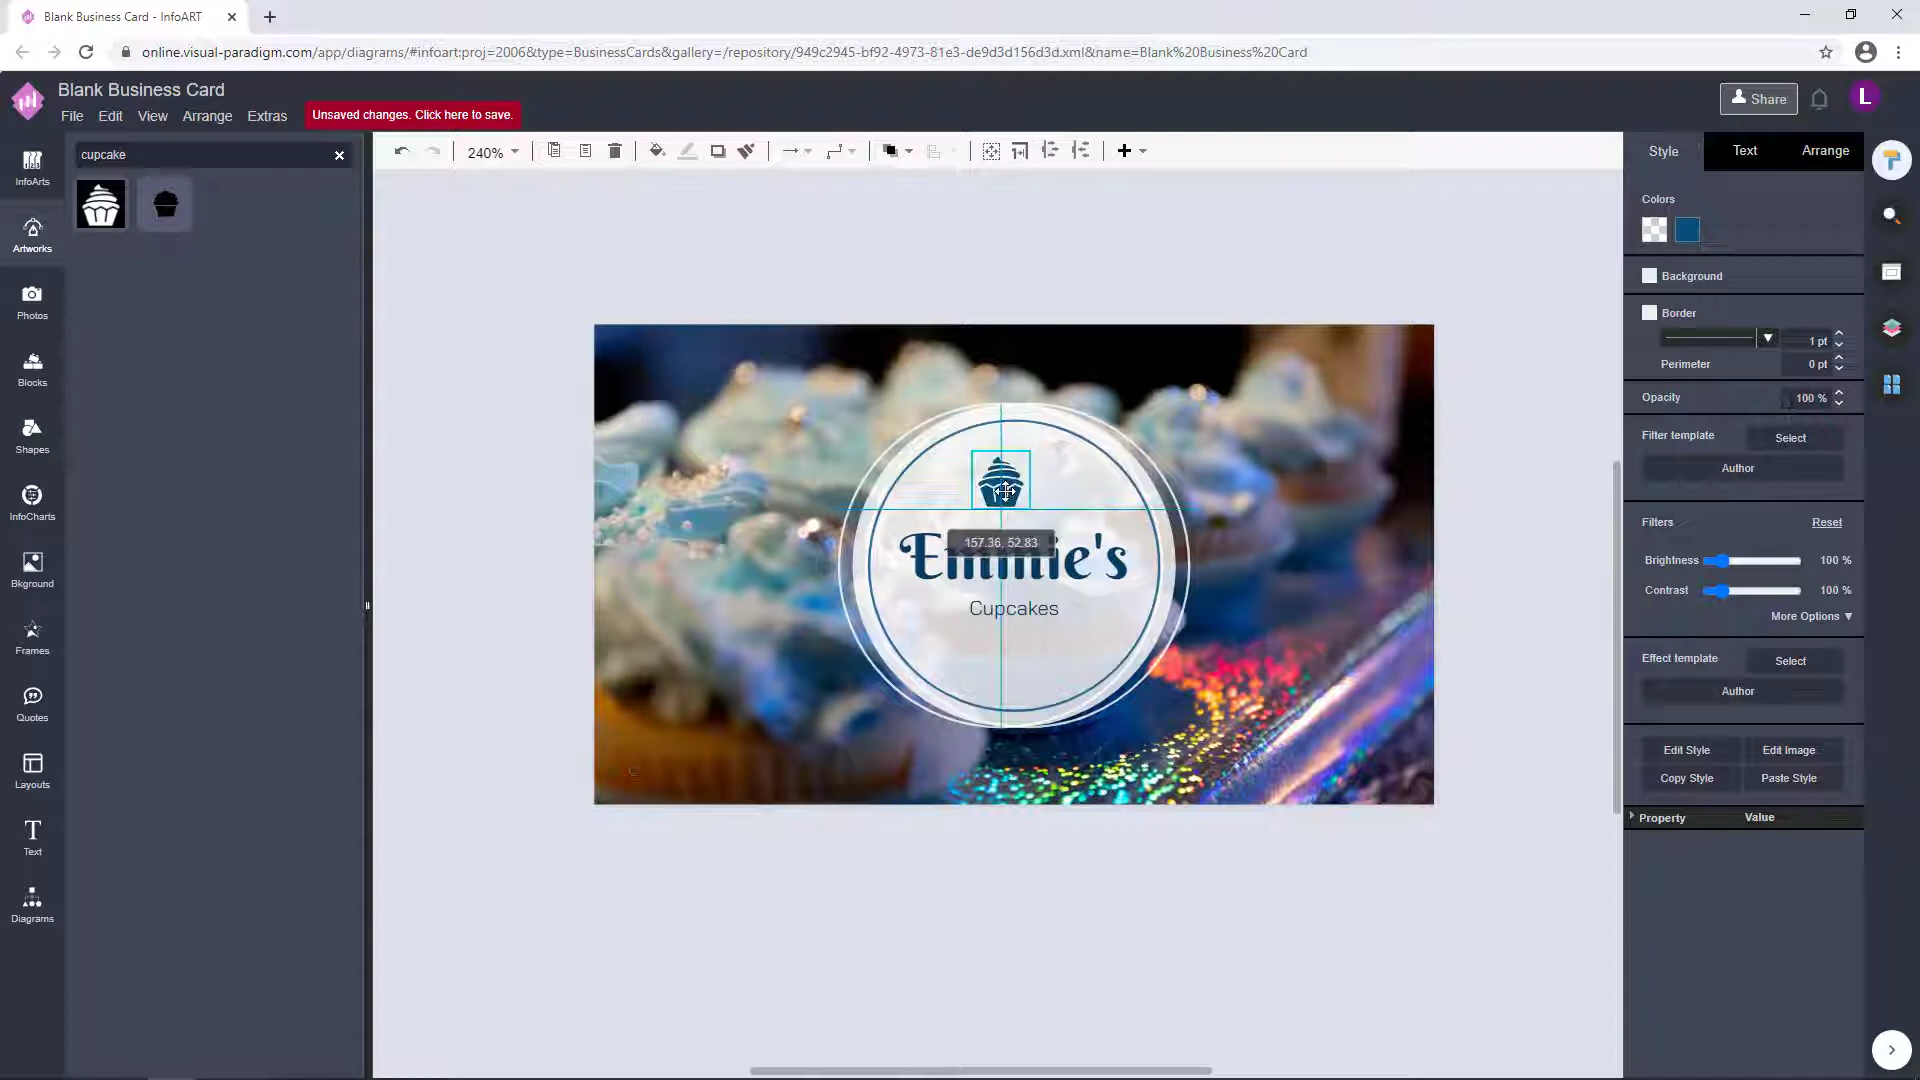 Blank Business Card - InfoART
online.visual-paradigm.com/app/diagrams/#infoart:proj=2006&type=BusinessCards&gallery=/repository/949c2945-bf92-4973-81e3-de9d3d156d3d.xml&name=Blank%20Business%20Card
Blank Business Card
File Edit View Arrange Extras
Unsaved changes. Click here to save.
Share
L
cupcake
240%
Style Text Arrange
InfoArts
Artworks
Photos
Blocks
Shapes
InfoCharts
Bkground
Frames
Quotes
Layouts
Text
Diagrams
157.36, 52.83
Emmie's
Cupcakes
Colors
Background
Border
1 pt
Perimeter 0 pt
Opacity 100 %
Filter template Select
Author
Filters Reset
Brightness 100 %
Contrast 100 %
More Options ▼
Effect template Select
Author
Edit Style Edit Image
Copy Style Paste Style
Property Value